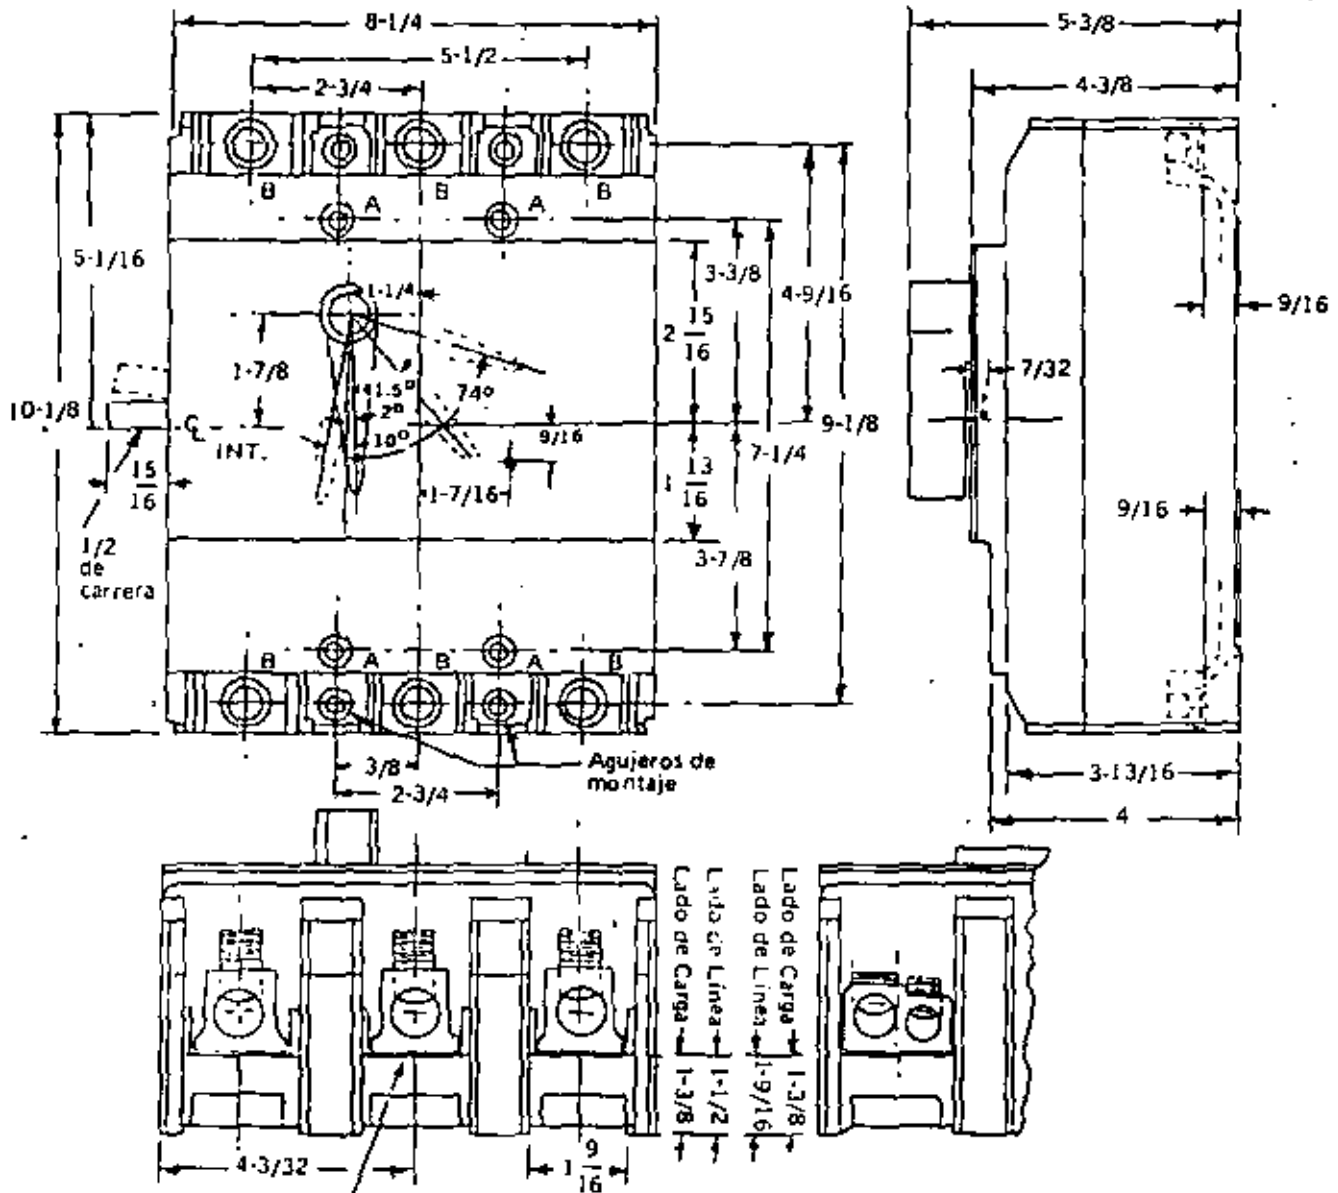 8-1/4
5-1/2
2-3/4
5-3/8
4-3/8
B
B
B
A
A
5-1/16
1-1/4
3-3/8
4-9/16
2 15/16
9/16
1-7/8
7/32
1.5°
74°
2°
10-1/8
9-1/8
C L
INT.
10°
9/16
7-1/4
15/16
1-7/16
1 13/16
9/16
1/2
de
carrera
3-7/8
B
A
B
A
B
3/8
2-3/4
Agujeros de
montaje
3-13/16
4
Lado de Carga 1-3/8
Lado de Línea 1-1/2
Lado de Línea 1-9/16
Lado de Carga 1-3/8
4-3/32
1 9/16